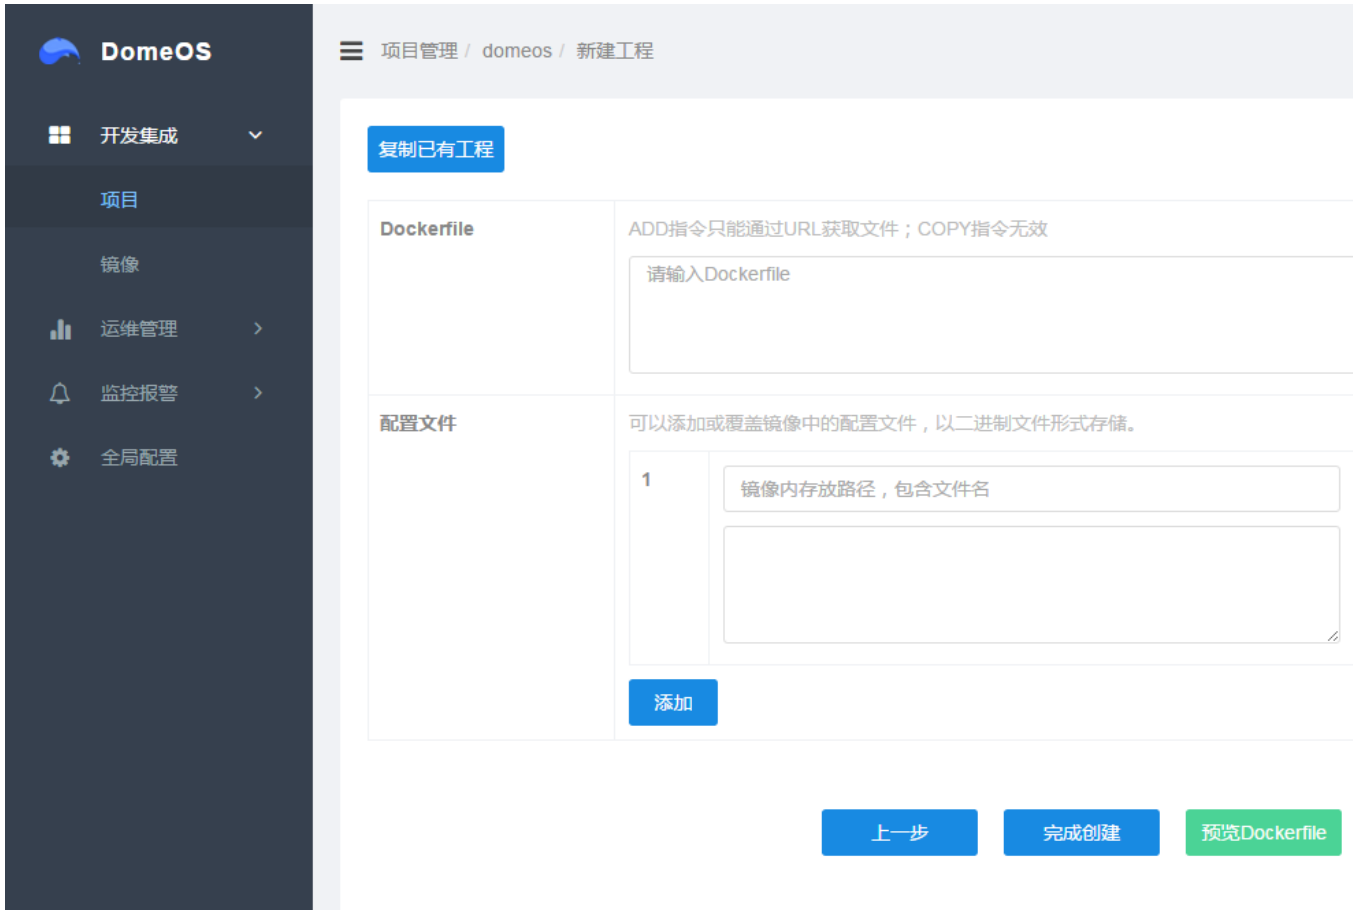 DomeOS
项目管理 / domeos / 新建工程
开发集成
项目
镜像
运维管理
监控报警
全局配置
复制已有工程
Dockerfile
ADD指令只能通过URL获取文件；COPY指令无效
请输入Dockerfile
配置文件
可以添加或覆盖镜像中的配置文件，以二进制文件形式存储。
1
镜像内存放路径，包含文件名
添加
上一步
完成创建
预览Dockerfile